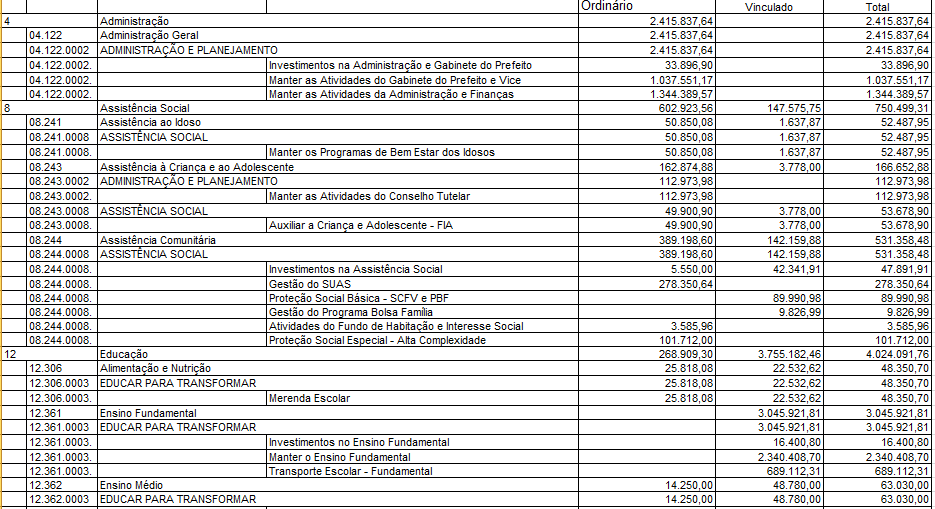 Ordinário Vinculado Total
4 Administração 2.415.837,64 2.415.837,64
04.122 Administração Geral 2.415.837,64 2.415.837,64
04.122.0002 ADMINISTRAÇÃO E PLANEJAMENTO 2.415.837,64 2.415.837,64
04.122.0002. Investimentos na Administração e Gabinete do Prefeito 33.896,90 33.896,90
04.122.0002. Manter as Atividades do Gabinete do Prefeito e Vice 1.037.551,17 1.037.551,17
04.122.0002. Manter as Atividades da Administração e Finanças 1.344.389,57 1.344.389,57
8 Assistência Social 602.923,56 147.575,75 750.499,31
08.241 Assistência ao Idoso 50.850,08 1.637,87 52.487,95
08.241.0008 ASSISTÊNCIA SOCIAL 50.850,08 1.637,87 52.487,95
08.241.0008. Manter os Programas de Bem Estar dos Idosos 50.850,08 1.637,87 52.487,95
08.243 Assistência à Criança e ao Adolescente 162.874,88 3.778,00 166.652,88
08.243.0002 ADMINISTRAÇÃO E PLANEJAMENTO 112.973,98 112.973,98
08.243.0002. Manter as Atividades do Conselho Tutelar 112.973,98 112.973,98
08.243.0008 ASSISTÊNCIA SOCIAL 49.900,90 3.778,00 53.678,90
08.243.0008. Auxiliar a Criança e Adolescente - FIA 49.900,90 3.778,00 53.678,90
08.244 Assistência Comunitária 389.198,60 142.159,88 531.358,48
08.244.0008 ASSISTÊNCIA SOCIAL 389.198,60 142.159,88 531.358,48
08.244.0008. Investimentos na Assistência Social 5.550,00 42.341,91 47.891,91
08.244.0008. Gestão do SUAS 278.350,64 278.350,64
08.244.0008. Proteção Social Básica - SCFV e PBF 89.990,98 89.990,98
08.244.0008. Gestão do Programa Bolsa Família 9.826,99 9.826,99
08.244.0008. Atividades do Fundo de Habitação e Interesse Social 3.585,96 3.585,96
08.244.0008. Proteção Social Especial - Alta Complexidade 101.712,00 101.712,00
12 Educação 268.909,30 3.755.182,46 4.024.091,76
12.306 Alimentação e Nutrição 25.818,08 22.532,62 48.350,70
12.306.0003 EDUCAR PARA TRANSFORMAR 25.818,08 22.532,62 48.350,70
12.306.0003. Merenda Escolar 25.818,08 22.532,62 48.350,70
12.361 Ensino Fundamental 3.045.921,81 3.045.921,81
12.361.0003 EDUCAR PARA TRANSFORMAR 3.045.921,81 3.045.921,81
12.361.0003. Investimentos no Ensino Fundamental 16.400,80 16.400,80
12.361.0003. Manter o Ensino Fundamental 2.340.408,70 2.340.408,70
12.361.0003. Transporte Escolar - Fundamental 689.112,31 689.112,31
12.362 Ensino Médio 14.250,00 48.780,00 63.030,00
12.362.0003 EDUCAR PARA TRANSFORMAR 14.250,00 48.780,00 63.030,00